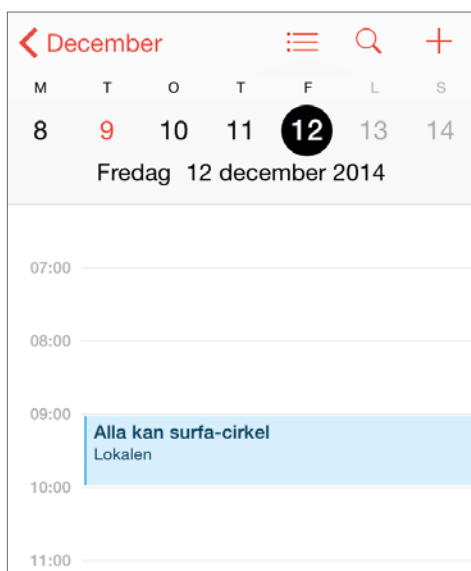 December
M T O T F L S
8 9 10 11 12 13 14
Fredag 12 december 2014
07:00
08:00
09:00
Alla kan surfa-cirkel
Lokalen
10:00
11:00